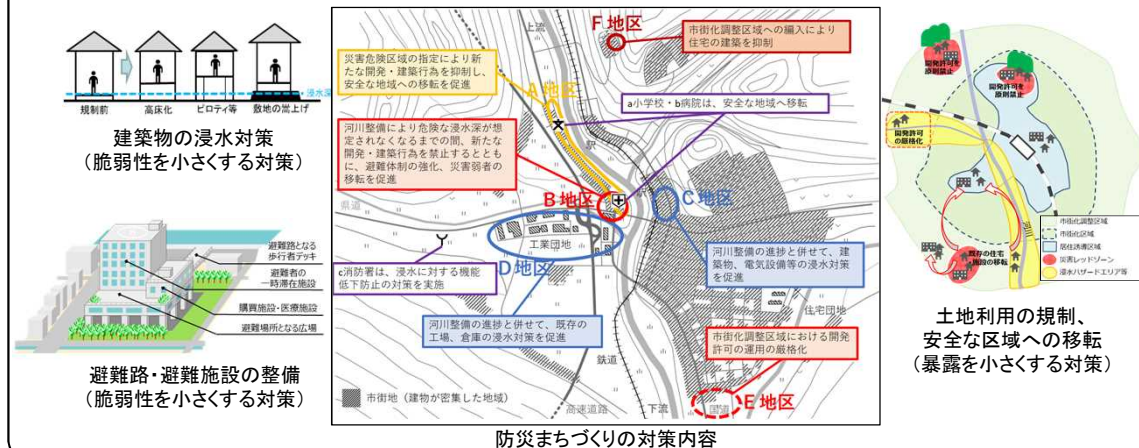 規制前
高床化
ピロティ等
敷地の嵩上げ
浸水深
建築物の浸水対策
(脆弱性を小さくする対策)
避難路となる
歩行者デッキ
避難者の
一時滞在施設
購買施設・医療施設
避難場所となる広場
避難路・避難施設の整備
(脆弱性を小さくする対策)
上流
F地区
市街化調整区域への編入により
住宅の建築を抑制
災害危険区域の指定により新
たな開発・建築行為を抑制し、
安全な地域への移転を促進
A地区
a小学校・b病院は、安全な地域へ移転
河川整備により危険な浸水深が想
定されなくなるまでの間、新たな
開発・建築行為を禁止するととも
に、避難体制の強化、災害弱者の
移転を促進
駅
県道
B地区
C地区
工業団地
D地区
河川整備の進捗と併せて、建
築物、電気設備等の浸水対策
を促進
c消防署は、浸水に対する機能
低下防止の対策を実施
河川整備の進捗と併せて、既存の
工場、倉庫の浸水対策を促進
住宅団地
市街化調整区域における開発
許可の運用の厳格化
鉄道
市街地(建物が密集した地域)
高速道路
下流
国道
E地区
防災まちづくりの対策内容
開発許可を
原則禁止
開発許可を
原則禁止
開発許可
の厳格化
既存の住宅
施設の移転
河川
市街化調整区域
市街化区域
居住誘導区域
災害レッドゾーン
浸水ハザードエリア等
土地利用の規制、
安全な区域への移転
(暴露を小さくする対策)